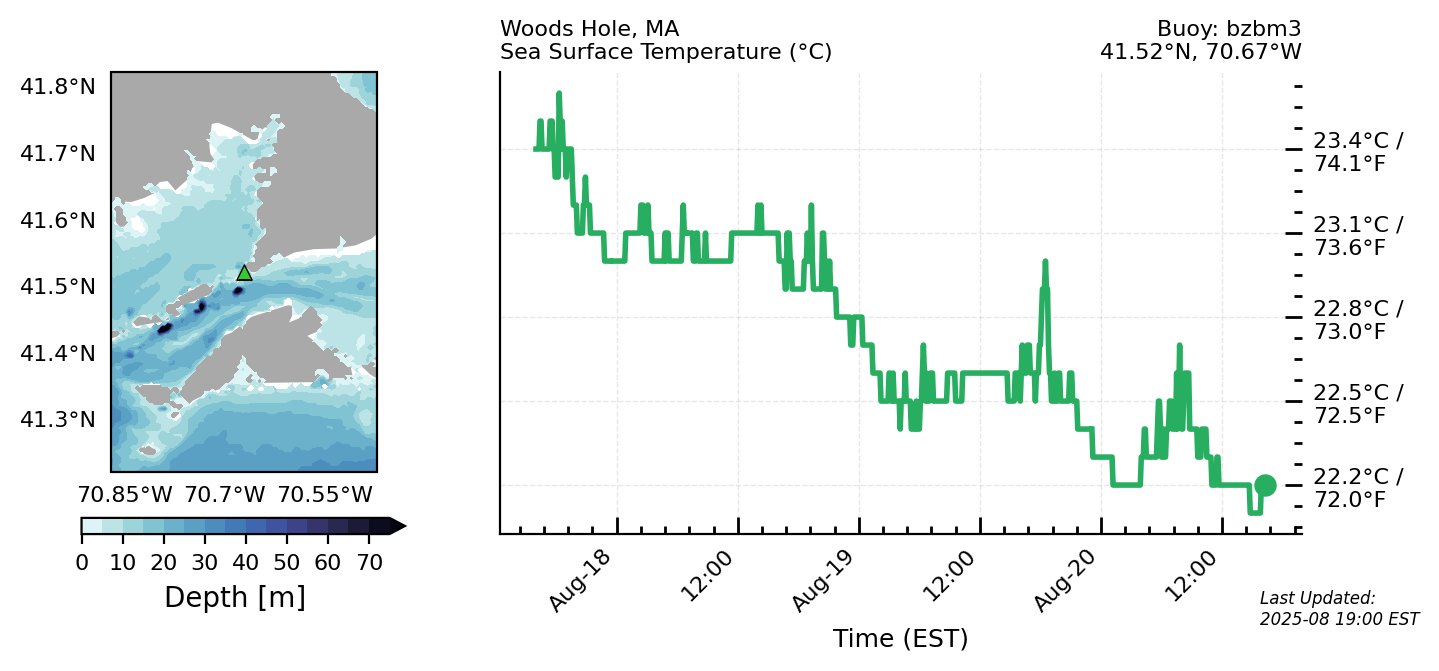 Woods Hole, MA
Sea Surface Temperature (°C)
Buoy: bzbm3
41.52°N, 70.67°W
41.8°N
41.7°N
41.6°N
41.5°N
41.4°N
41.3°N
70.85°W 70.7°W 70.55°W
0 10 20 30 40 50 60 70
Depth [m]
23.4°C /
74.1°F
23.1°C /
73.6°F
22.8°C /
73.0°F
22.5°C /
72.5°F
22.2°C /
72.0°F
Aug-18 12:00 Aug-19 12:00 Aug-20 12:00
Time (EST)
Last Updated:
2025-08 19:00 EST